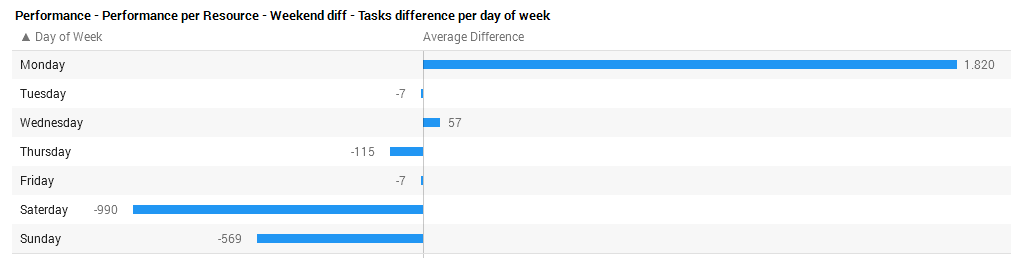 Performance - Performance per Resource - Weekend diff - Tasks difference per day of week
▲ Day of Week Average Difference
Monday 1.820
Tuesday -7
Wednesday 57
Thursday -115
Friday -7
Saterday -990
Sunday -569